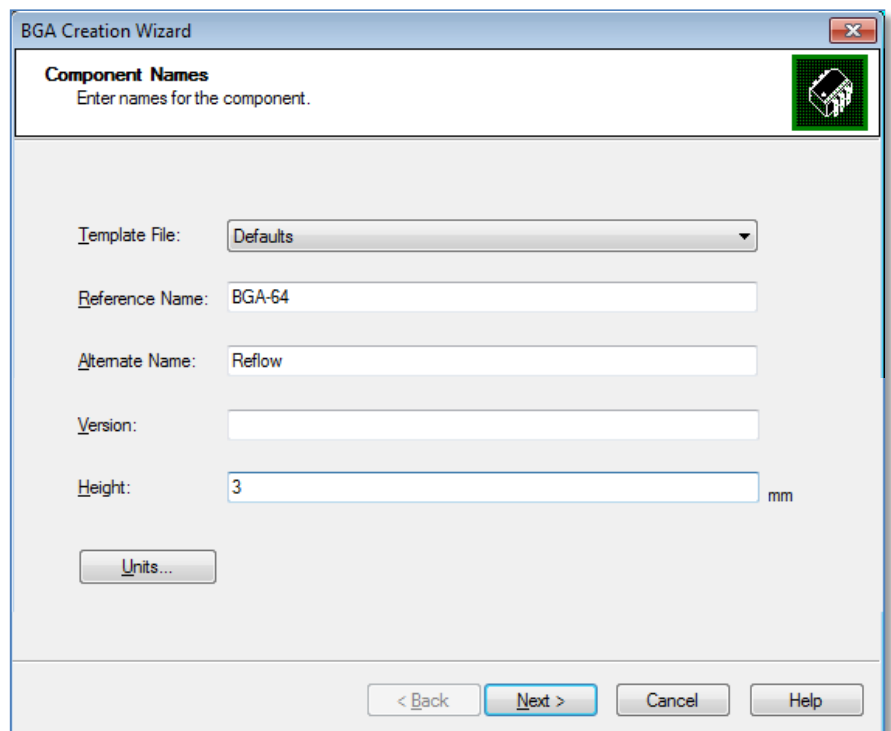 BGA Creation Wizard
Component Names
Enter names for the component.
Template File: Defaults
Reference Name: BGA-64
Alternate Name: Reflow
Version:
Height: 3 mm
Units...
< Back Next > Cancel Help